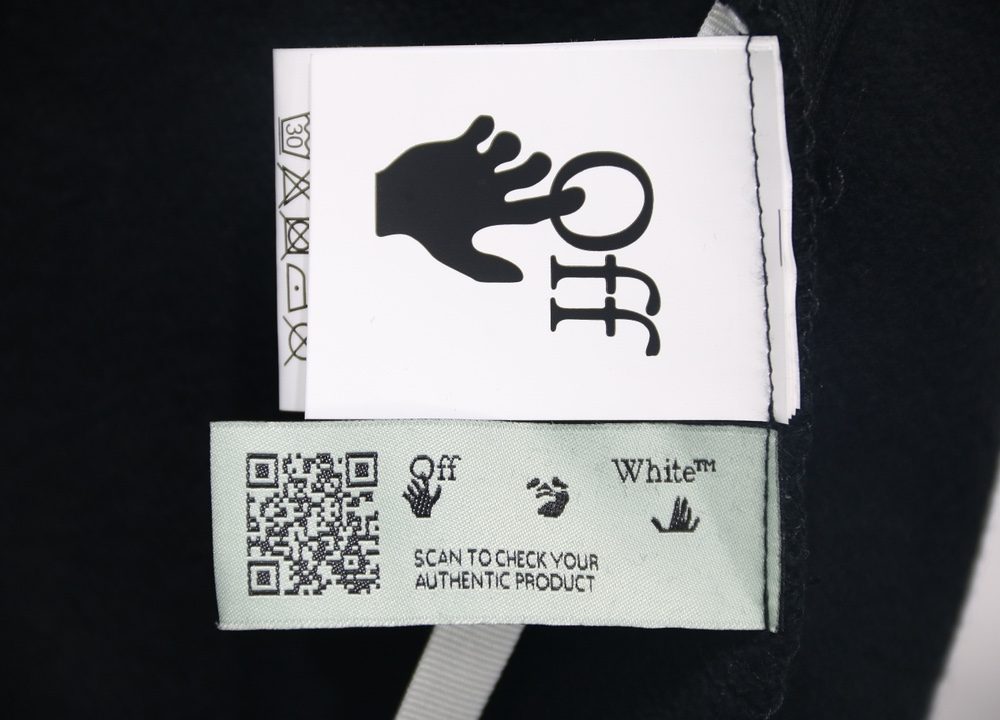 30
Off
Off
White™
SCAN TO CHECK YOUR
AUTHENTIC PRODUCT